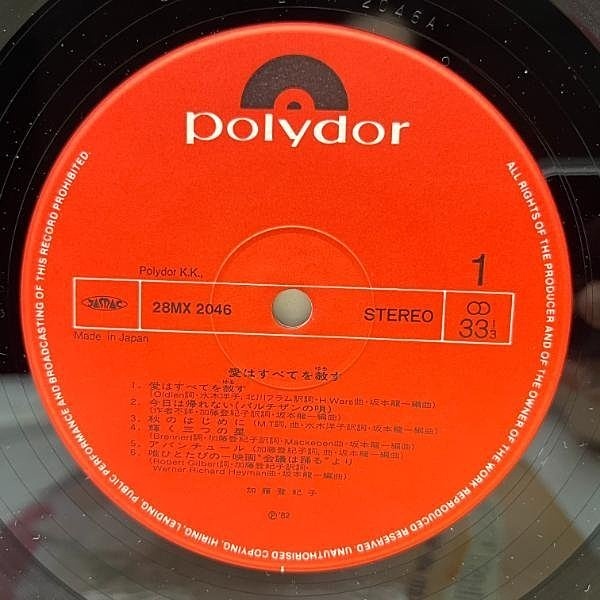 2046A
polydor
ALL RIGHTS OF THE PRODUCER AND OF THE OWNER OF THE WORK REPRODUCED RESERVED. UNAUTHORISED COPYING, HIRING, LENDING, PUBLIC PERFORMANCE AND BROADCASTING OF THIS RECORD PROHIBITED.
Polydor K.K.,
1
JASRAC
28MX 2046
STEREO
33 1/3
Made in Japan
ゆる
愛はすべてを赦す
ゆる
1. 愛はすべてを赦す
(Oldien詞・水木洋子, 北川フラム訳詞・H.Wars曲・坂本龍一編曲)
2. 今日は帰れない(パルチザンの唄)
(作者不詳・加藤登紀子訳詞・坂本龍一編曲)
3. 秋のはじめに (M.T詞, 曲・水木洋子訳詞・坂本龍一編曲)
4. 輝く三つの星
(Brenner詞・加藤登紀子訳詞・Mackeben曲・坂本龍一編曲)
5. アバンチュール (加藤登紀子詞, 曲・坂本龍一編曲)
6. 唯ひとたびの―映画“会議は踊る”より
(Robert Gilbert詞・加藤登紀子訳詞・
Werner Richard Heyman曲・坂本龍一編曲)
加藤登紀子
Ⓟ'82